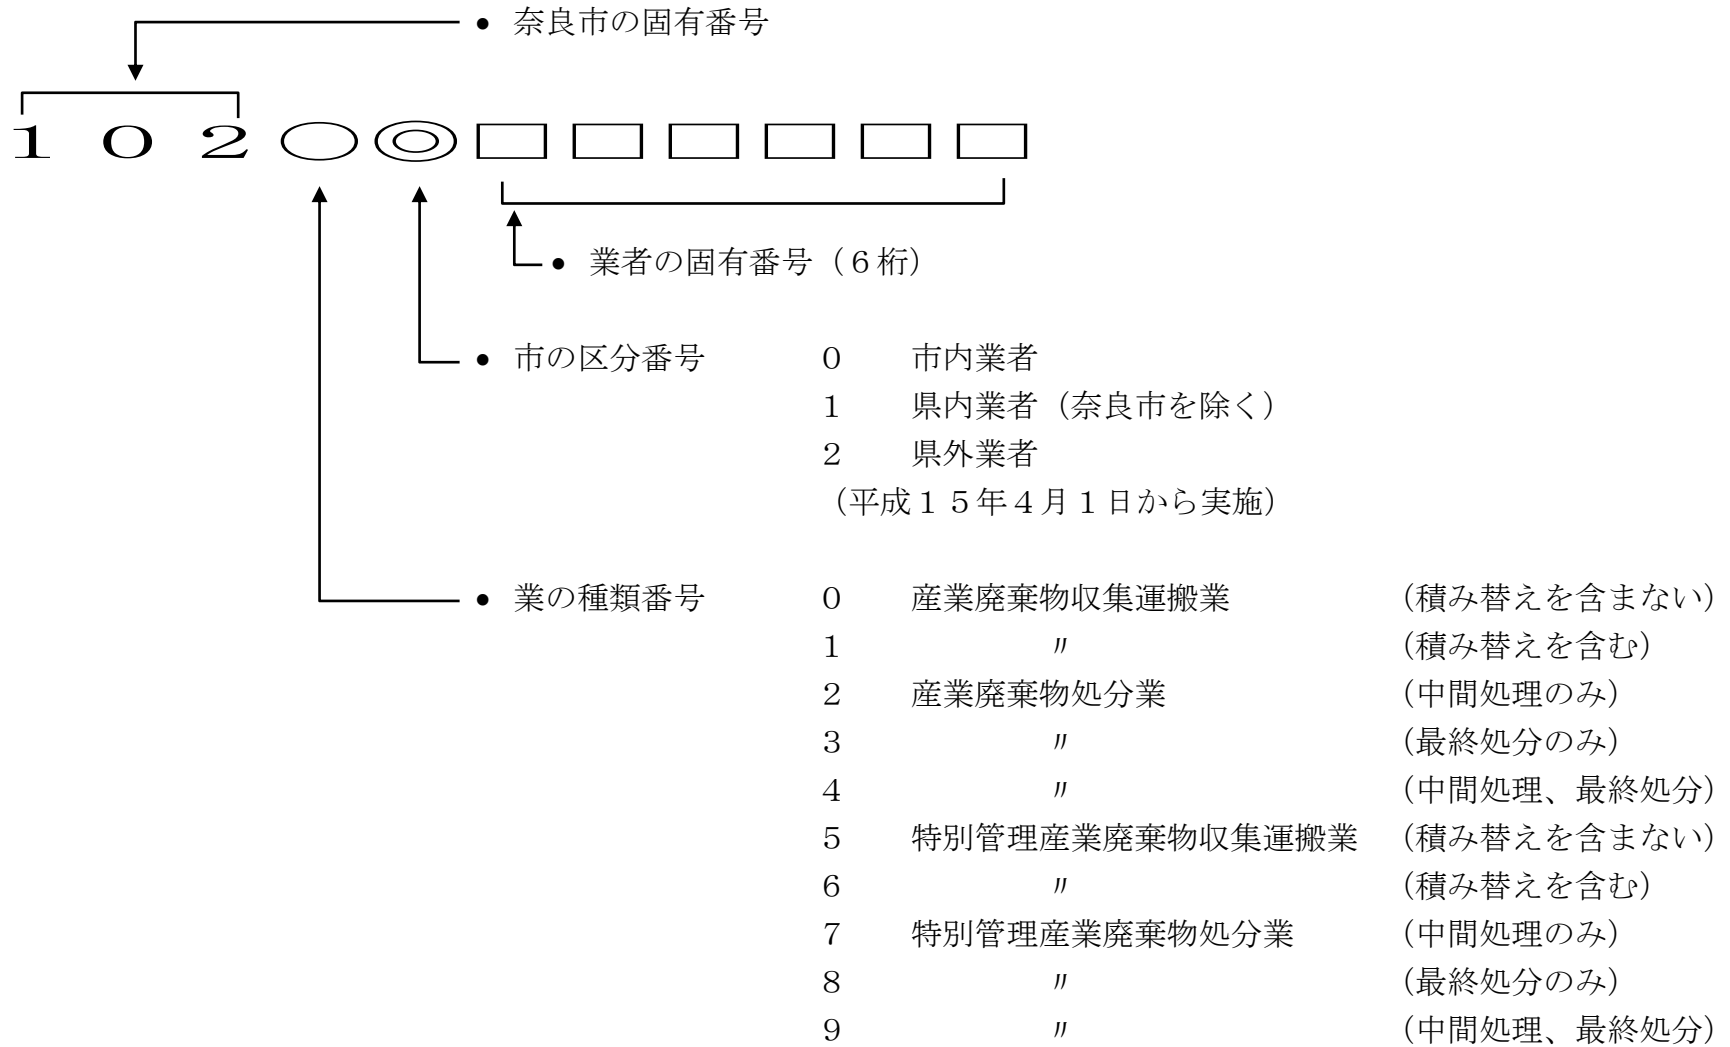 • 奈良市の固有番号
１０２○◎□□□□□□
• 業者の固有番号（６桁）
• 市の区分番号　０　市内業者
１　県内業者（奈良市を除く）
２　県外業者
（平成１５年４月１日から実施）
• 業の種類番号　０　産業廃棄物収集運搬業　（積み替えを含まない）
１　〃　（積み替えを含む）
２　産業廃棄物処分業　（中間処理のみ）
３　〃　（最終処分のみ）
４　〃　（中間処理、最終処分）
５　特別管理産業廃棄物収集運搬業　（積み替えを含まない）
６　〃　（積み替えを含む）
７　特別管理産業廃棄物処分業　（中間処理のみ）
８　〃　（最終処分のみ）
９　〃　（中間処理、最終処分）